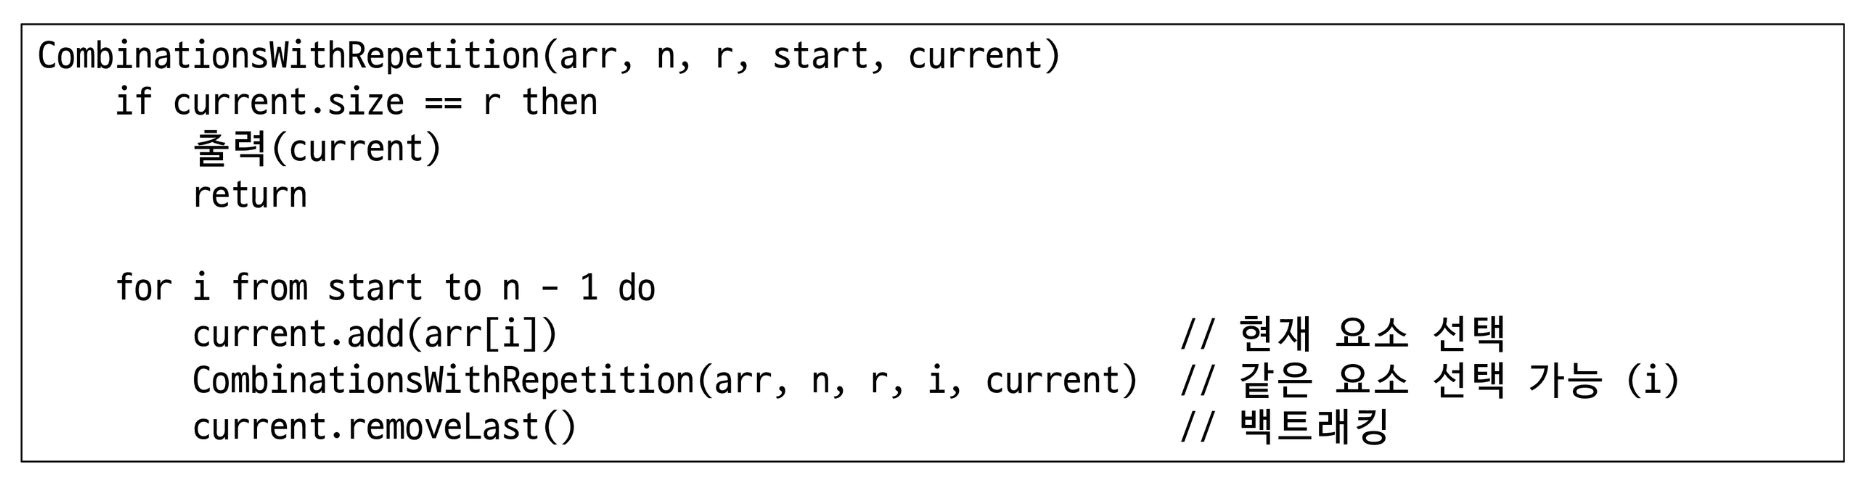 CombinationsWithRepetition(arr, n, r, start, current)
    if current.size == r then
        출력(current)
        return

    for i from start to n - 1 do
        current.add(arr[i])                                // 현재 요소 선택
        CombinationsWithRepetition(arr, n, r, i, current)  // 같은 요소 선택 가능 (i)
        current.removeLast()                               // 백트래킹